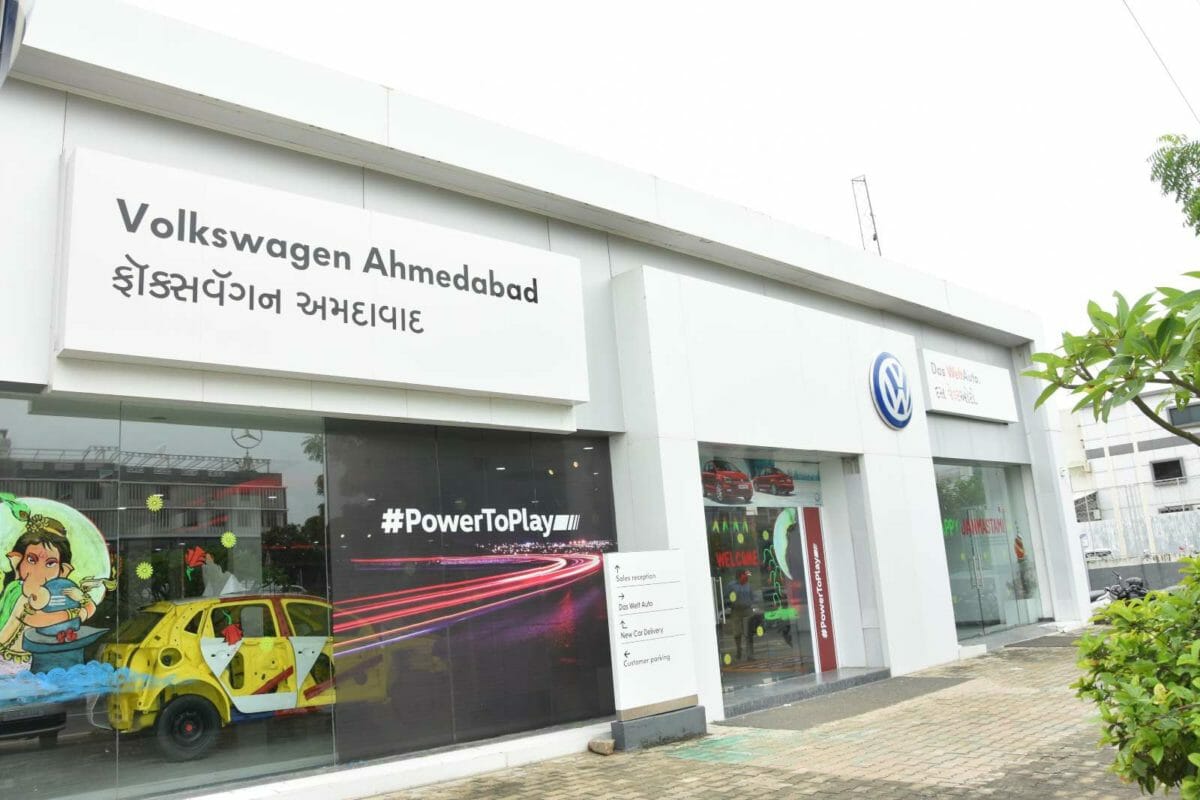 Volkswagen Ahmedabad
ફૉક્સવૅગન અમદાવાદ
#PowerToPlay
Sales reception
Das Welt Auto
New Car Delivery
Customer parking
WELCOME
#PowerToPlay
Das WeltAuto.
JANMASTAMI